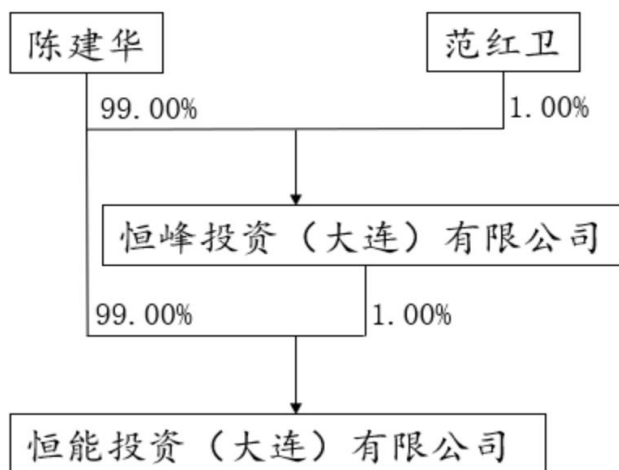 陈建华
范红卫
99.00%
1.00%
恒峰投资（大连）有限公司
99.00%
1.00%
恒能投资（大连）有限公司